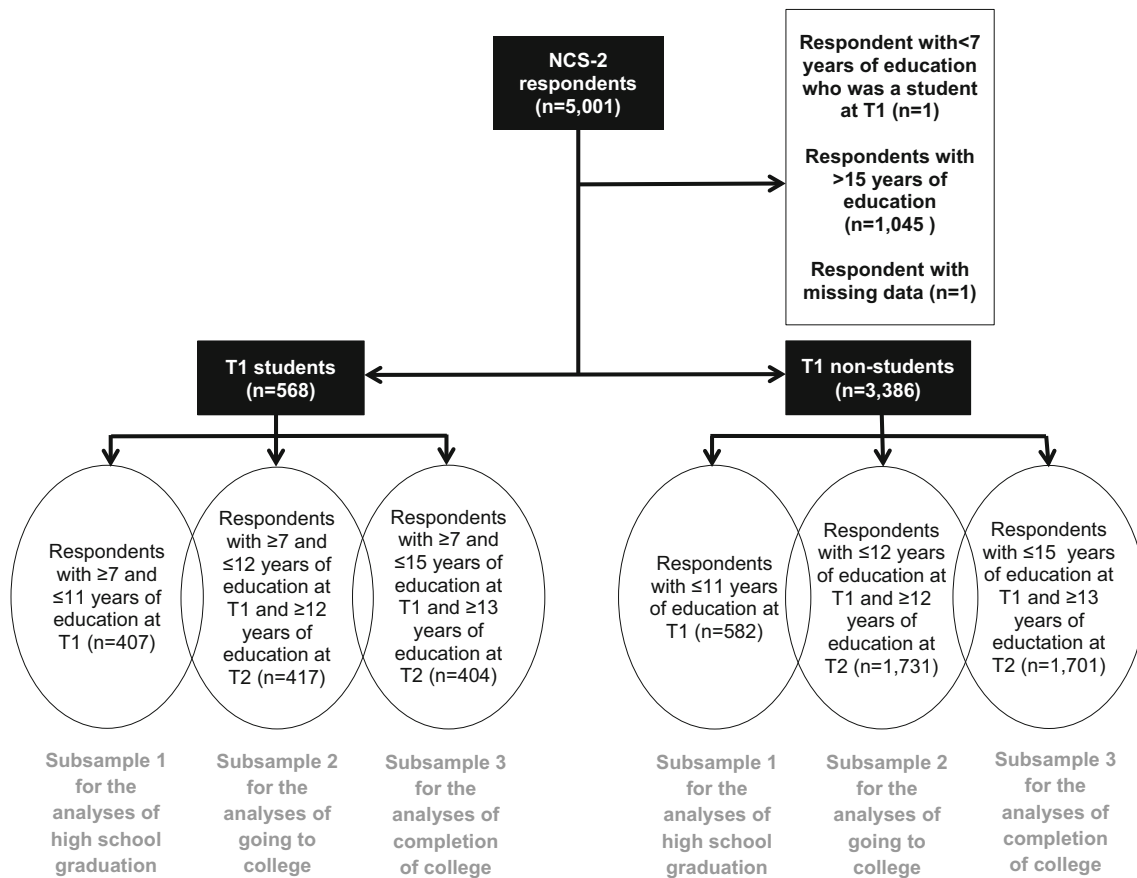 NCS-2
respondents
(n=5,001)
Respondent with<7
years of education
who was a student
at T1 (n=1)
Respondents with
>15 years of
education
(n=1,045 )
Respondent with
missing data (n=1)
T1 students
(n=568)
T1 non-students
(n=3,386)
Respondents
with ≥7 and
≤11 years of
education at
T1 (n=407)
Respondents
with ≥7 and
≤12 years of
education at
T1 and ≥12
years of
education at
T2 (n=417)
Respondents
with ≥7 and
≤15 years of
education at
T1 and ≥13
years of
education at
T2 (n=404)
Respondents
with ≤11 years
of education at
T1 (n=582)
Respondents
with ≤12 years
of education at
T1 and ≥12
years of
education at
T2 (n=1,731)
Respondents
with ≤15 years
of education at
T1 and ≥13
years of
eductation at
T2 (n=1,701)
Subsample 1
for the
analyses of
high school
graduation
Subsample 2
for the
analyses of
going to
college
Subsample 3
for the
analyses of
completion
of college
Subsample 1
for the
analyses of
high school
graduation
Subsample 2
for the
analyses of
going to
college
Subsample 3
for the
analyses of
completion
of college